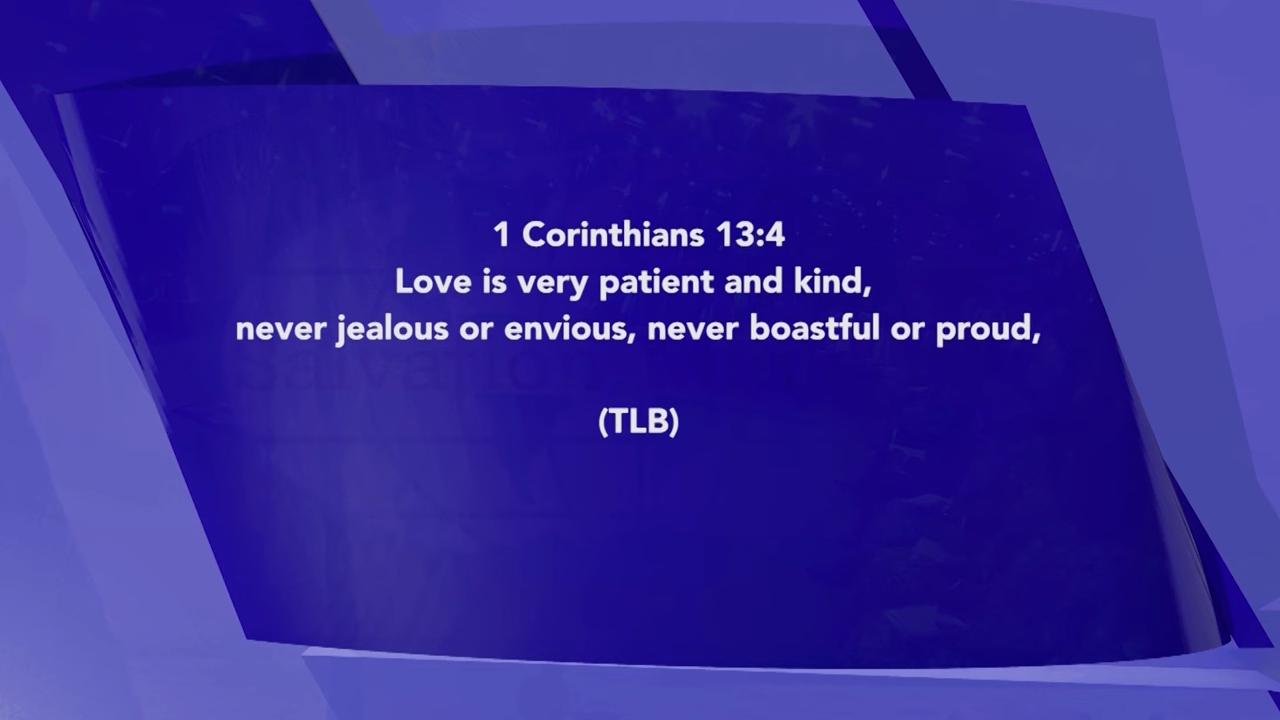 1 Corinthians 13:4
Love is very patient and kind,
never jealous or envious, never boastful or proud,
(TLB)